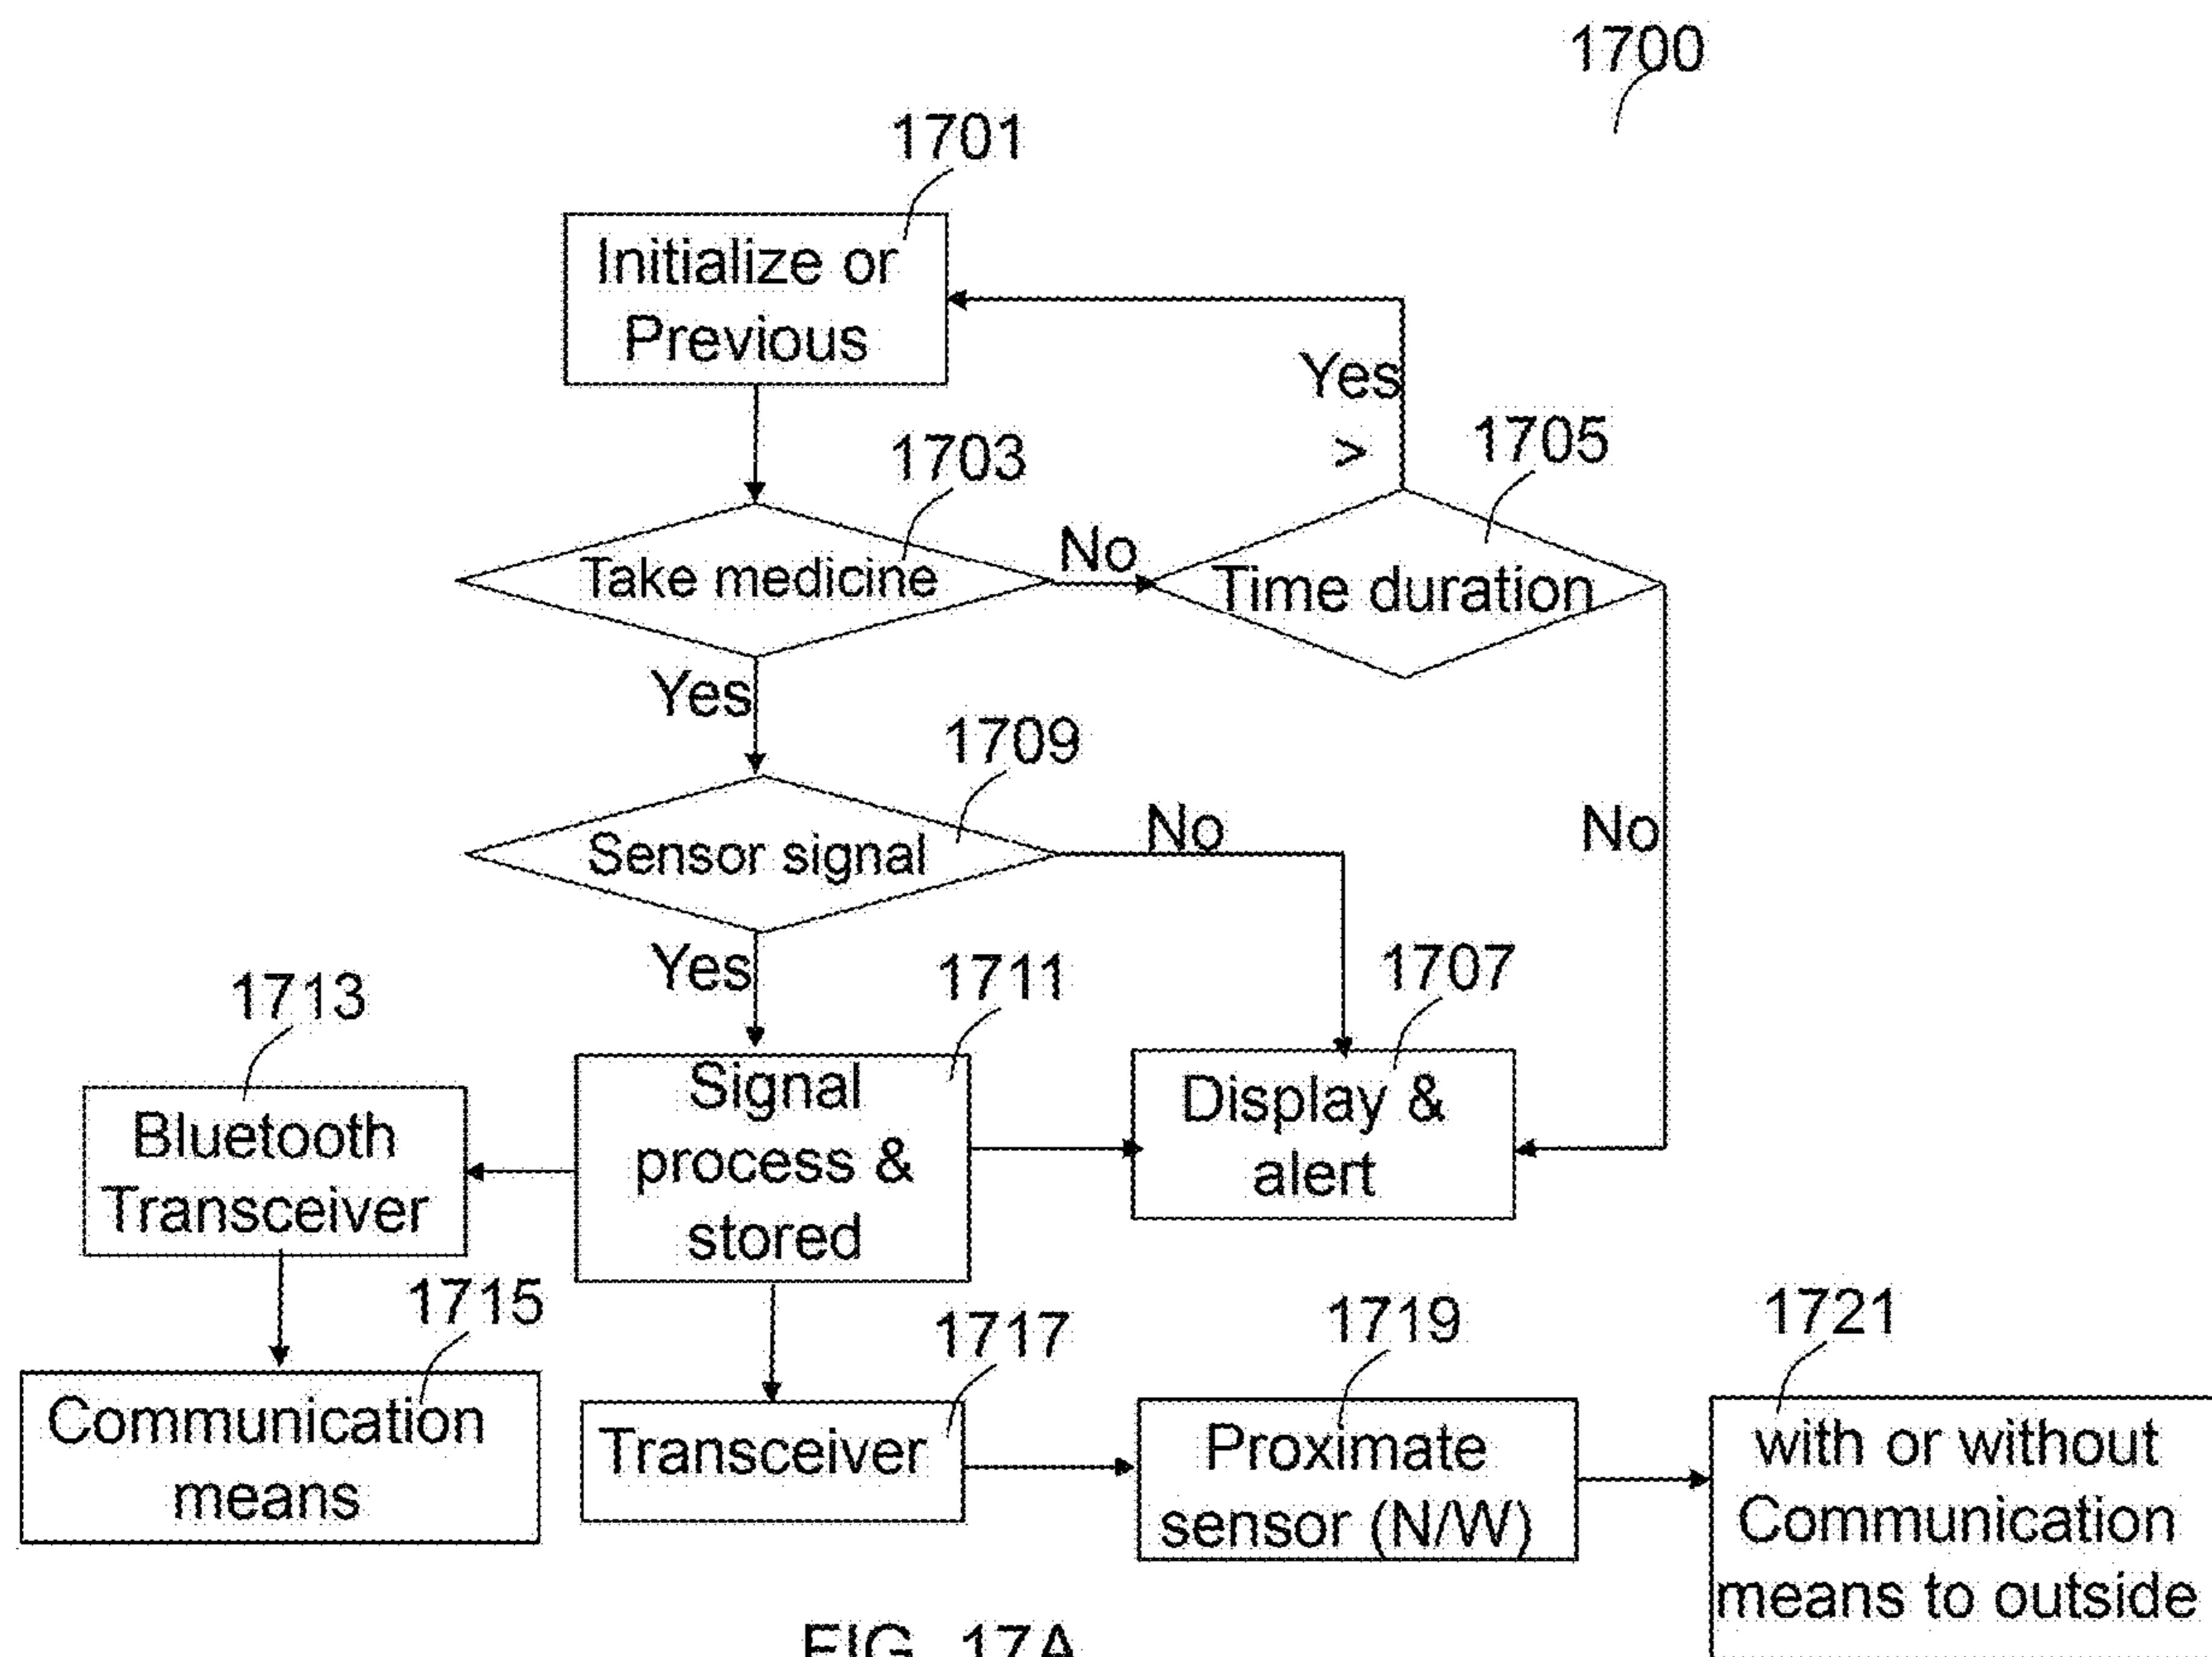 1700
1701
Initialize or
Previous
Yes
>
1705
1703
Take medicine
No
Time duration
Yes
1709
Sensor signal
No
No
Yes
1711
1707
1713
Bluetooth
Transceiver
Signal
process &
stored
Display &
alert
1715
Communication
means
1717
Transceiver
1719
Proximate
sensor (N/W)
1721
with or without
Communication
means to outside
FIG. 17A